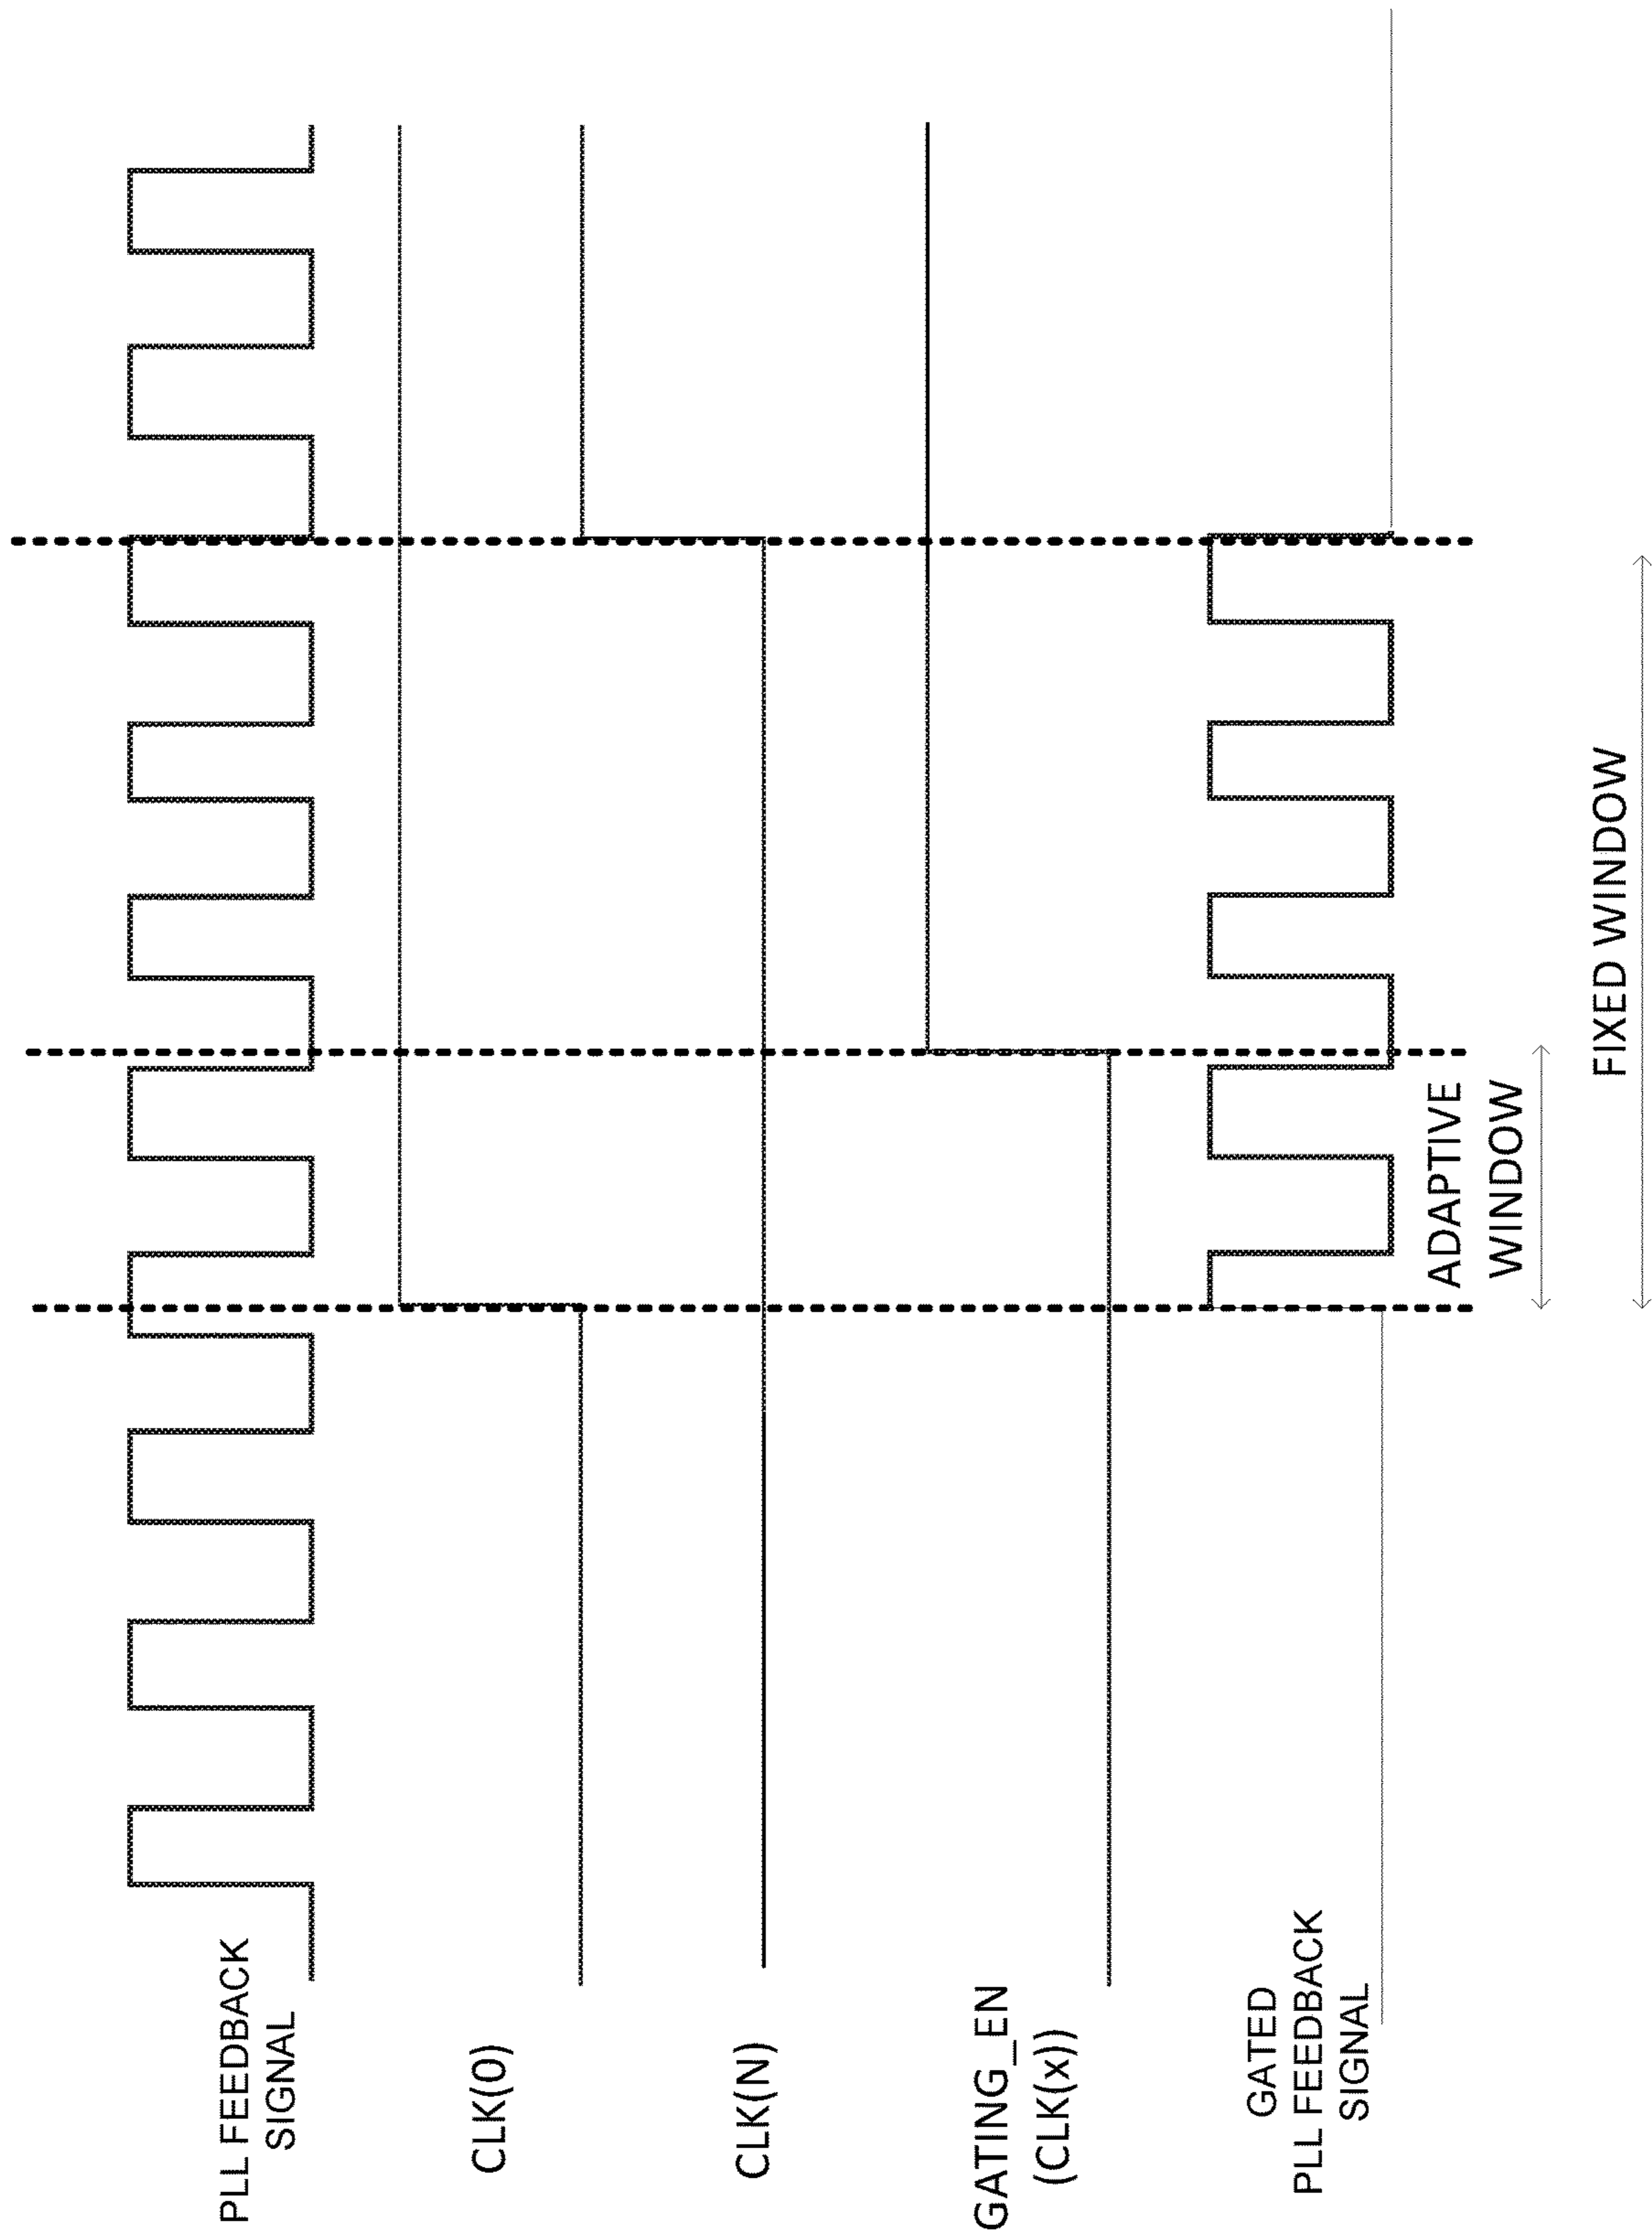 PLL FEEDBACK
SIGNAL
CLK(0)
CLK(N)
GATING_EN
(CLK(x))
GATED
PLL FEEDBACK
SIGNAL
ADAPTIVE
WINDOW
FIXED WINDOW